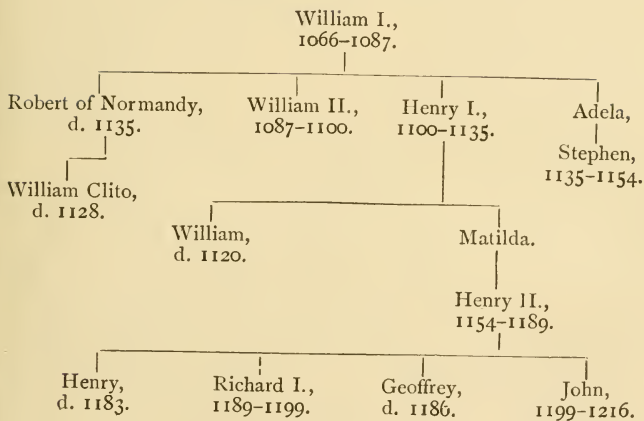 William I.,
1066–1087.
Robert of Normandy,
d. 1135.
William II.,
1087–1100.
Henry I.,
1100–1135.
Adela,
Stephen,
1135–1154.
William Clito,
d. 1128.
William,
d. 1120.
Matilda.
Henry II.,
1154–1189.
Henry,
d. 1183.
Richard I.,
1189–1199.
Geoffrey,
d. 1186.
John,
1199–1216.